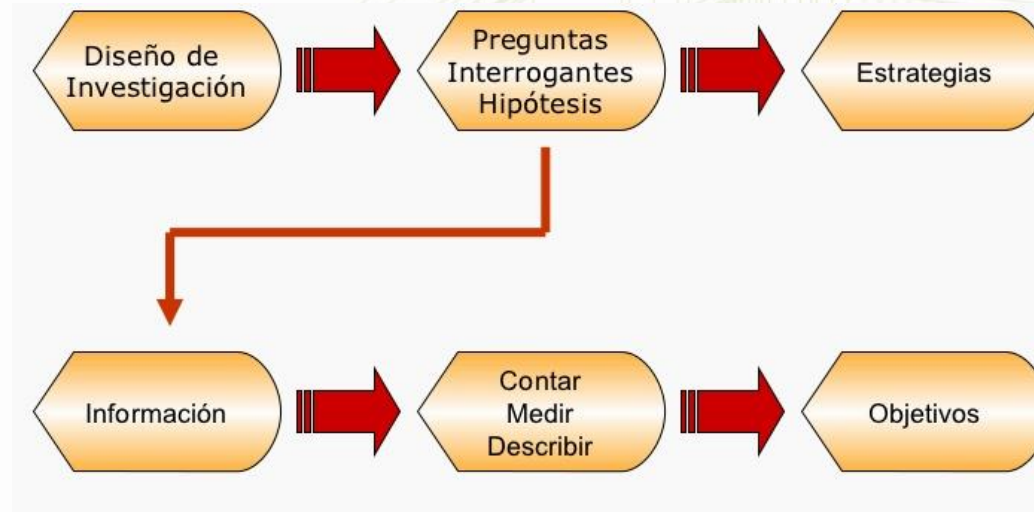 Diseño de
Investigación
Preguntas
Interrogantes
Hipótesis
Estrategias
Información
Contar
Medir
Describir
Objetivos